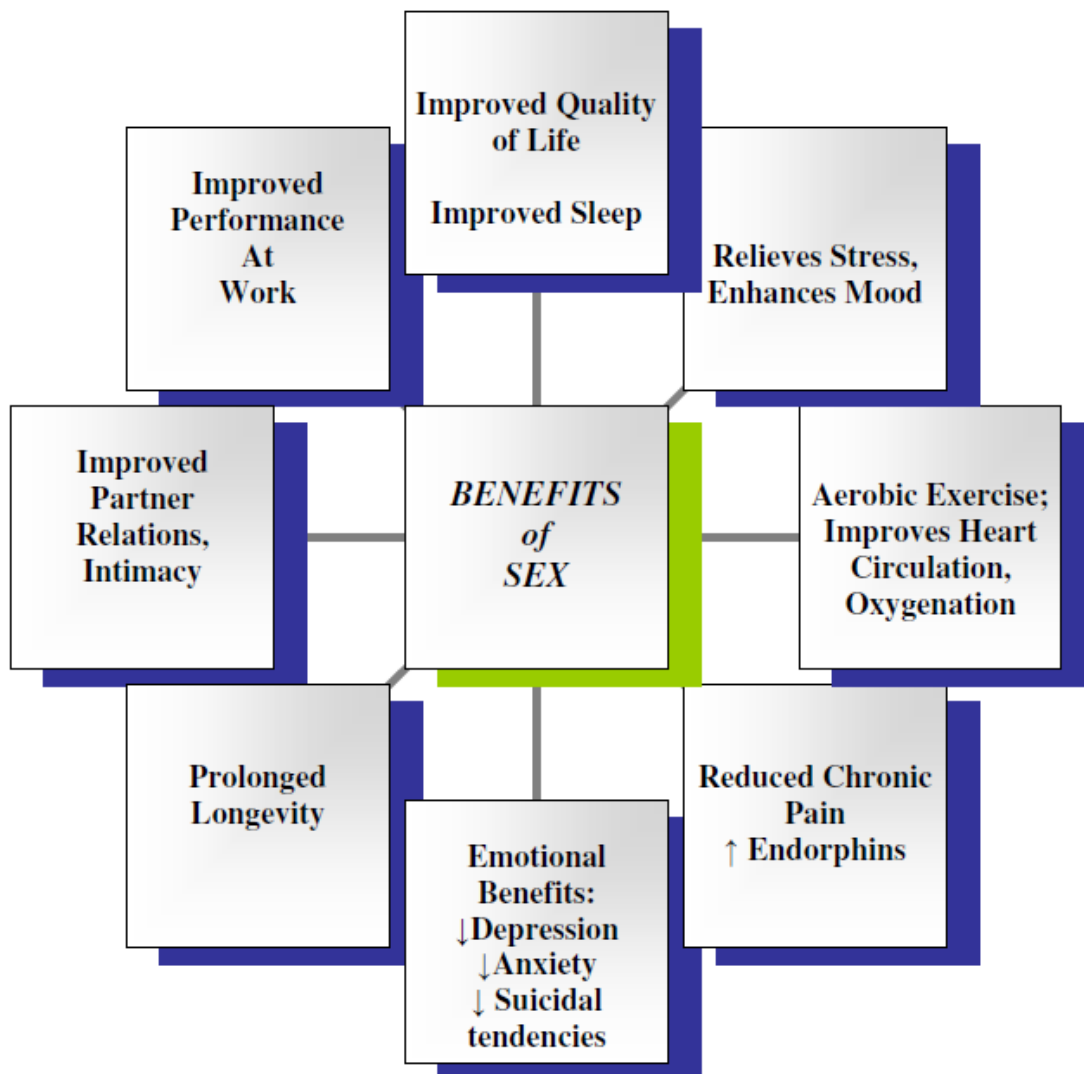 Improved Quality
of Life
Improved Sleep
Improved
Performance
At
Work
Relieves Stress,
Enhances Mood
Improved
Partner
Relations,
Intimacy
BENEFITS
of
SEX
Aerobic Exercise;
Improves Heart
Circulation,
Oxygenation
Prolonged
Longevity
Emotional
Benefits:
↓Depression
↓Anxiety
↓ Suicidal
tendencies
Reduced Chronic
Pain
↑ Endorphins